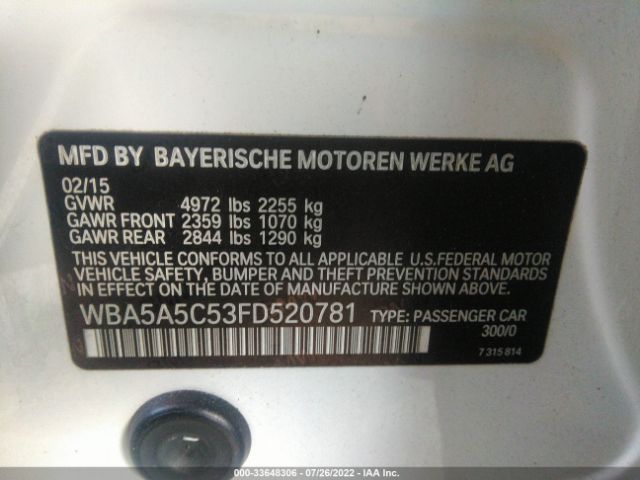 MFD BY BAYERISCHE MOTOREN WERKE AG
02/15
GVWR 4972 lbs 2255 kg
GAWR FRONT 2359 lbs 1070 kg
GAWR REAR 2844 lbs 1290 kg
THIS VEHICLE CONFORMS TO ALL APPLICABLE U.S.FEDERAL MOTOR
VEHICLE SAFETY, BUMPER AND THEFT PREVENTION STANDARDS
IN EFFECT ON THE DATE OF MANUFACTURE SHOWN ABOVE.
WBA5A5C53FD520781 TYPE: PASSENGER CAR
300/0
7 315 814
000-33648306 / 07/26/2022 / IAA Inc.